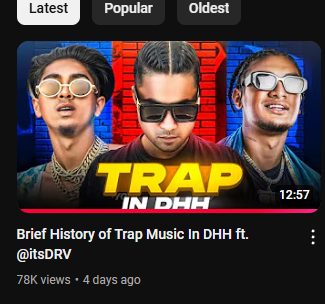 Latest Popular Oldest
TRAP
IN DHH
12:57
Brief History of Trap Music In DHH ft.
@itsDRV
78K views • 4 days ago